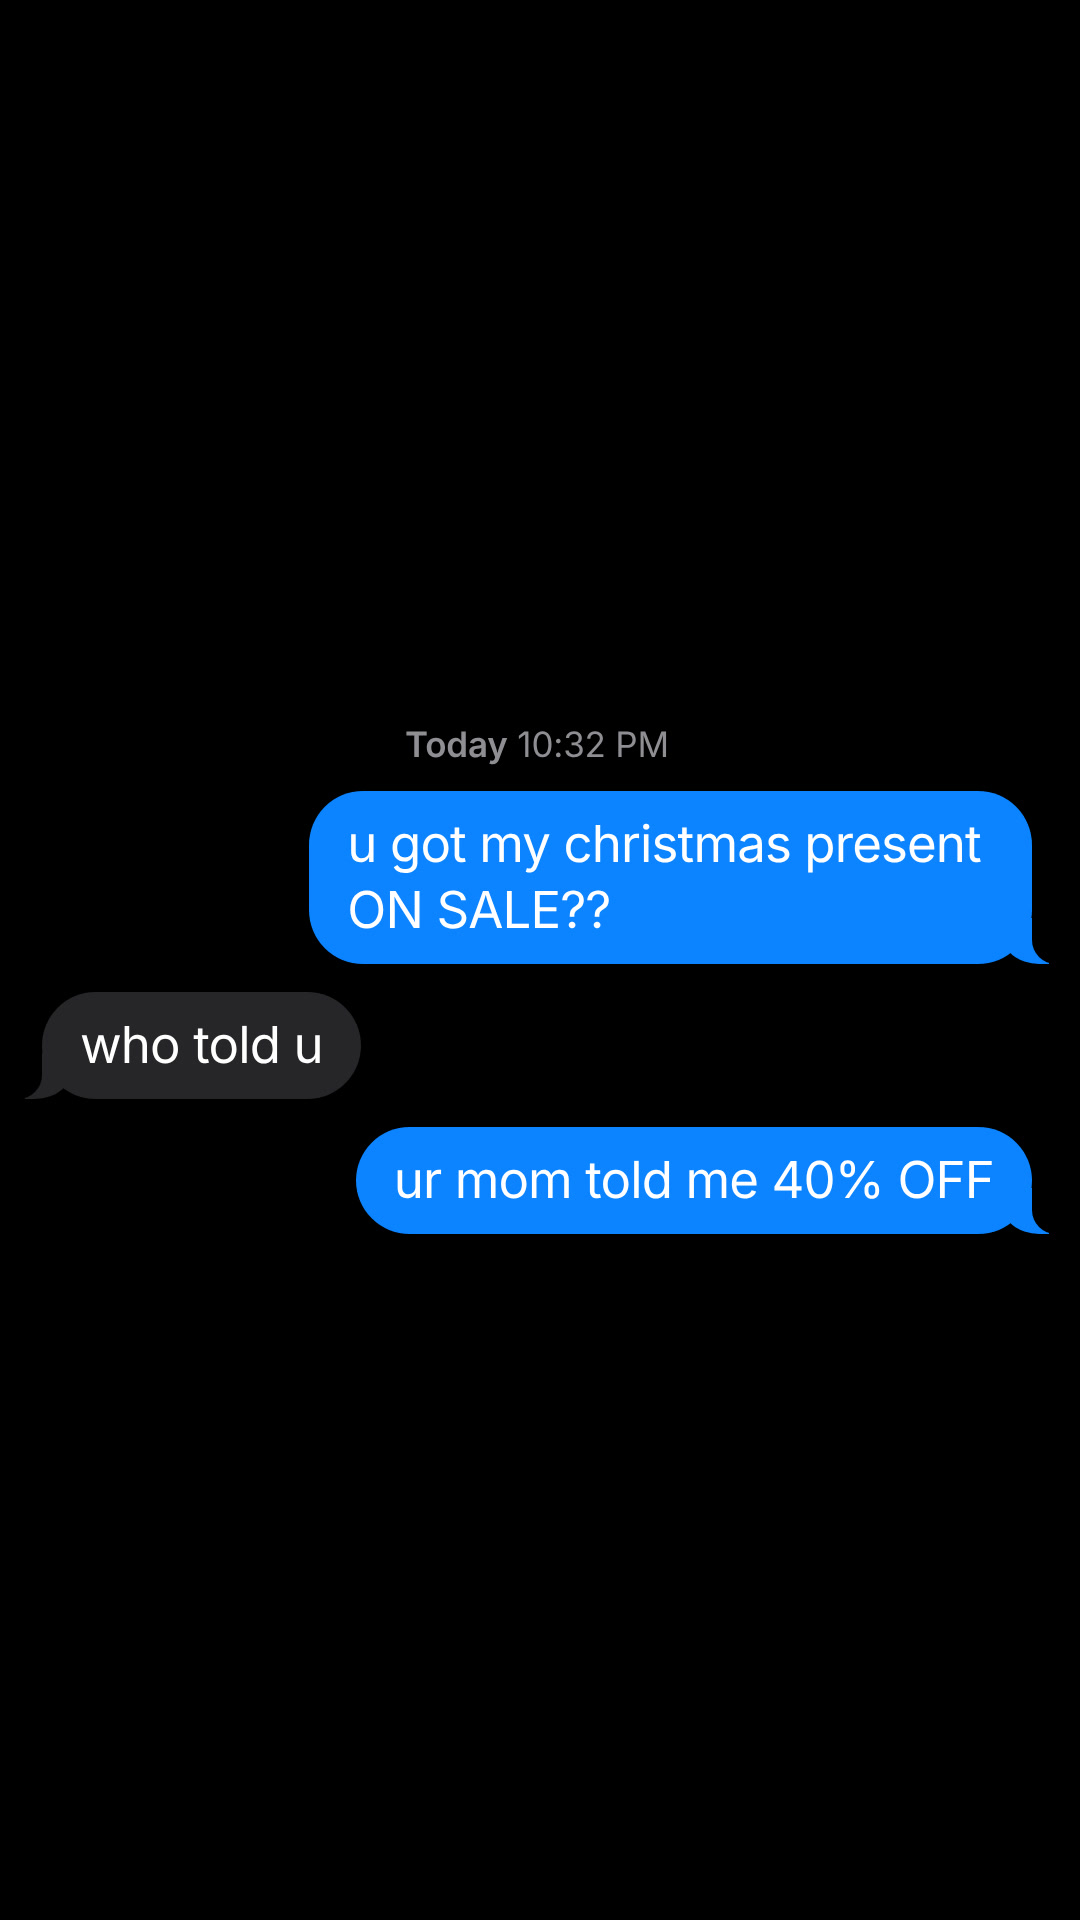 Today 10:32 PM
u got my christmas present
ON SALE??
who told u
ur mom told me 40% OFF